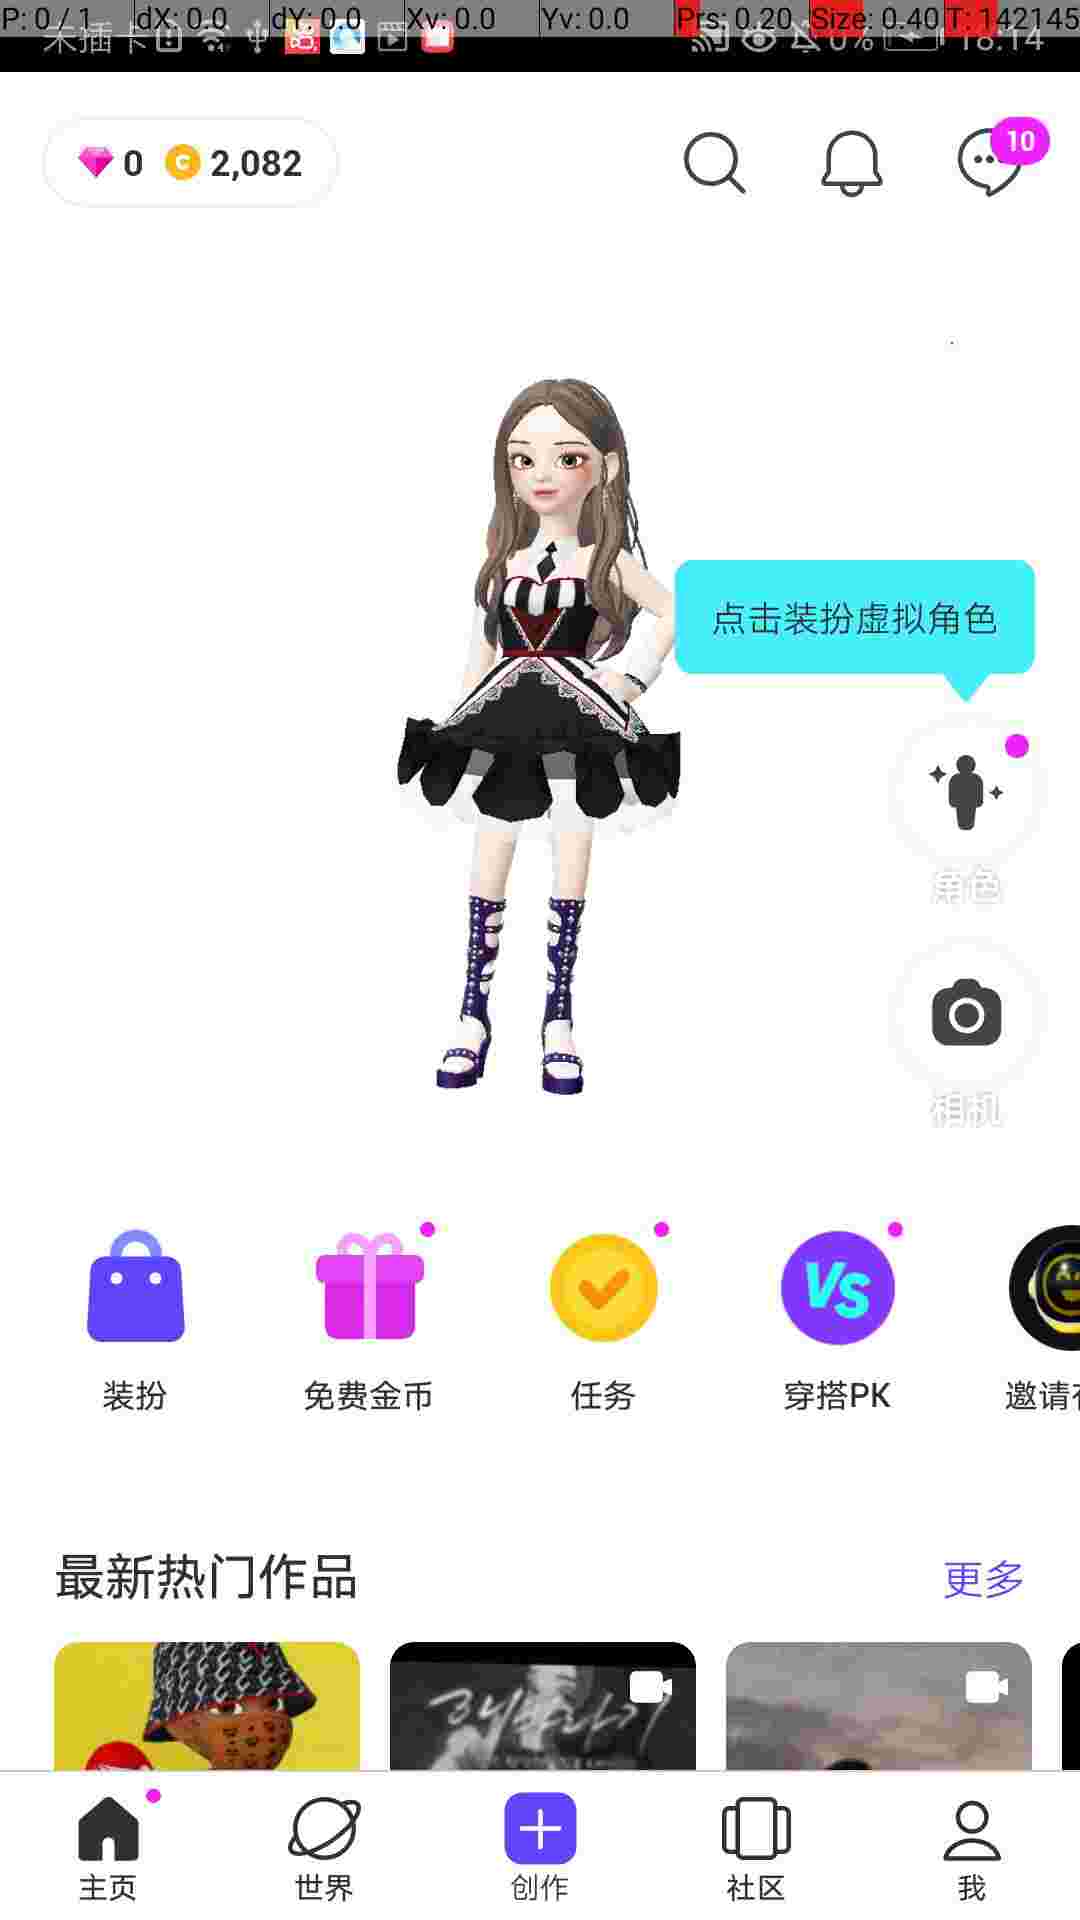 P: 0 / 1 dX: 0.0 dY: 0.0 Xv: 0.0 Yv: 0.0 Prs: 0.20 Size: 0.40 T: 142145
未插卡 0% 18:14
0 C 2,082 10
点击装扮虚拟角色
角色
相机
VS
装扮 免费金币 任务 穿搭PK 邀请
最新热门作品 更多
主页 世界 创作 社区 我